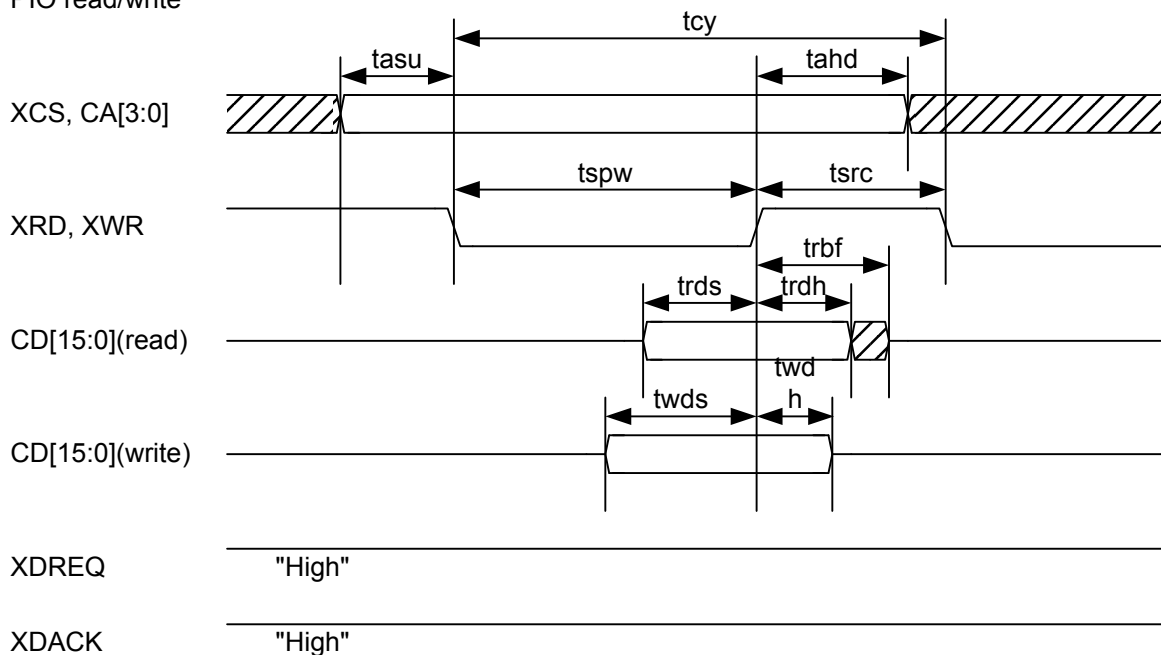 PIO read/write
tcy
tasu
tahd
XCS, CA[3:0]
tspw
tsrc
XRD, XWR
trbf
trds
trdh
CD[15:0](read)
twd
twds
h
CD[15:0](write)
XDREQ
"High"
XDACK
"High"